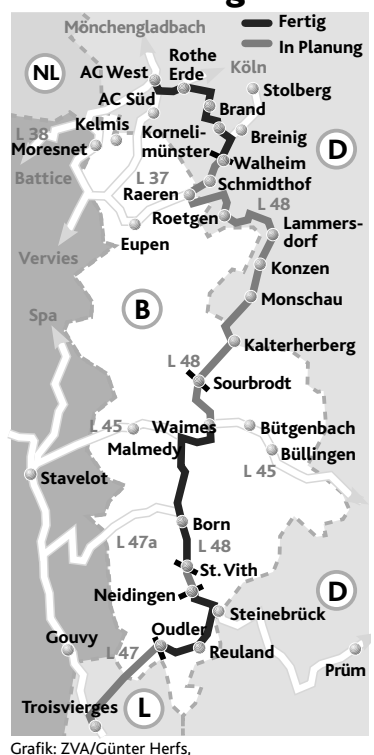 Fertig
In Planung
Mönchengladbach
NL
AC West
Rothe
Erde
Köln
Stolberg
AC Süd
Brand
L 38
Kelmis
Korneli-
münster
Breinig
D
Moresnet
Walheim
Battice
L 37
Schmidthof
Raeren
L 48
Roetgen
Lammers-
dorf
Eupen
Vervies
Konzen
B
Monschau
Spa
Kalterherberg
L 48
Sourbrodt
L 45
Waimes
Bütgenbach
Malmedy
Büllingen
L 45
Stavelot
Born
L 47a
L 48
St. Vith
Neidingen
D
Steinebrück
Oudler
Gouvy
L 47
Reuland
Prüm
Troisvierges
L
Grafik: ZVA/Günter Herfs,